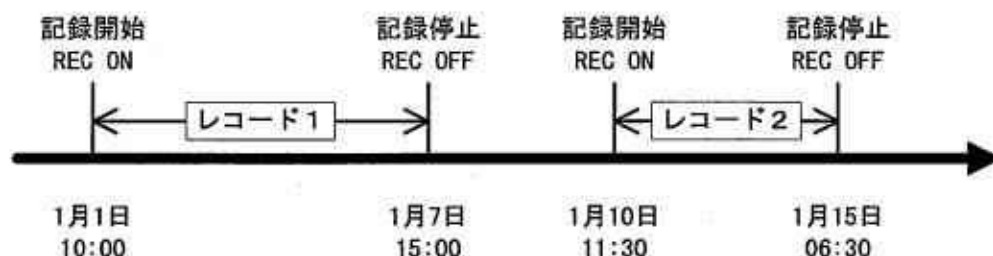 記録開始
REC ON
記録停止
REC OFF
記録開始
REC ON
記録停止
REC OFF
レコード1
レコード2
1月1日
10:00
1月7日
15:00
1月10日
11:30
1月15日
06:30